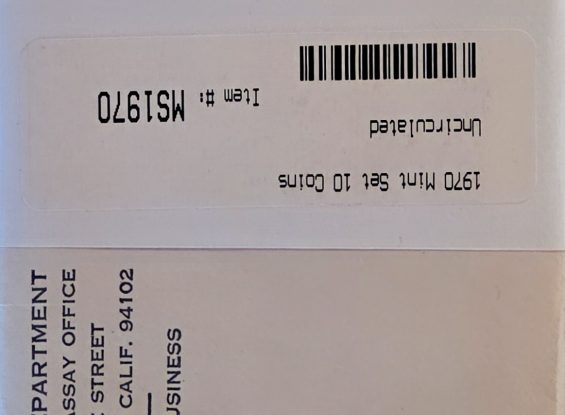 1970 Mint Set 10 Coins
Uncirculated
Item #: MS1970
PARTMENT
ASSAY OFFICE
STREET
CALIF. 94102
USINESS